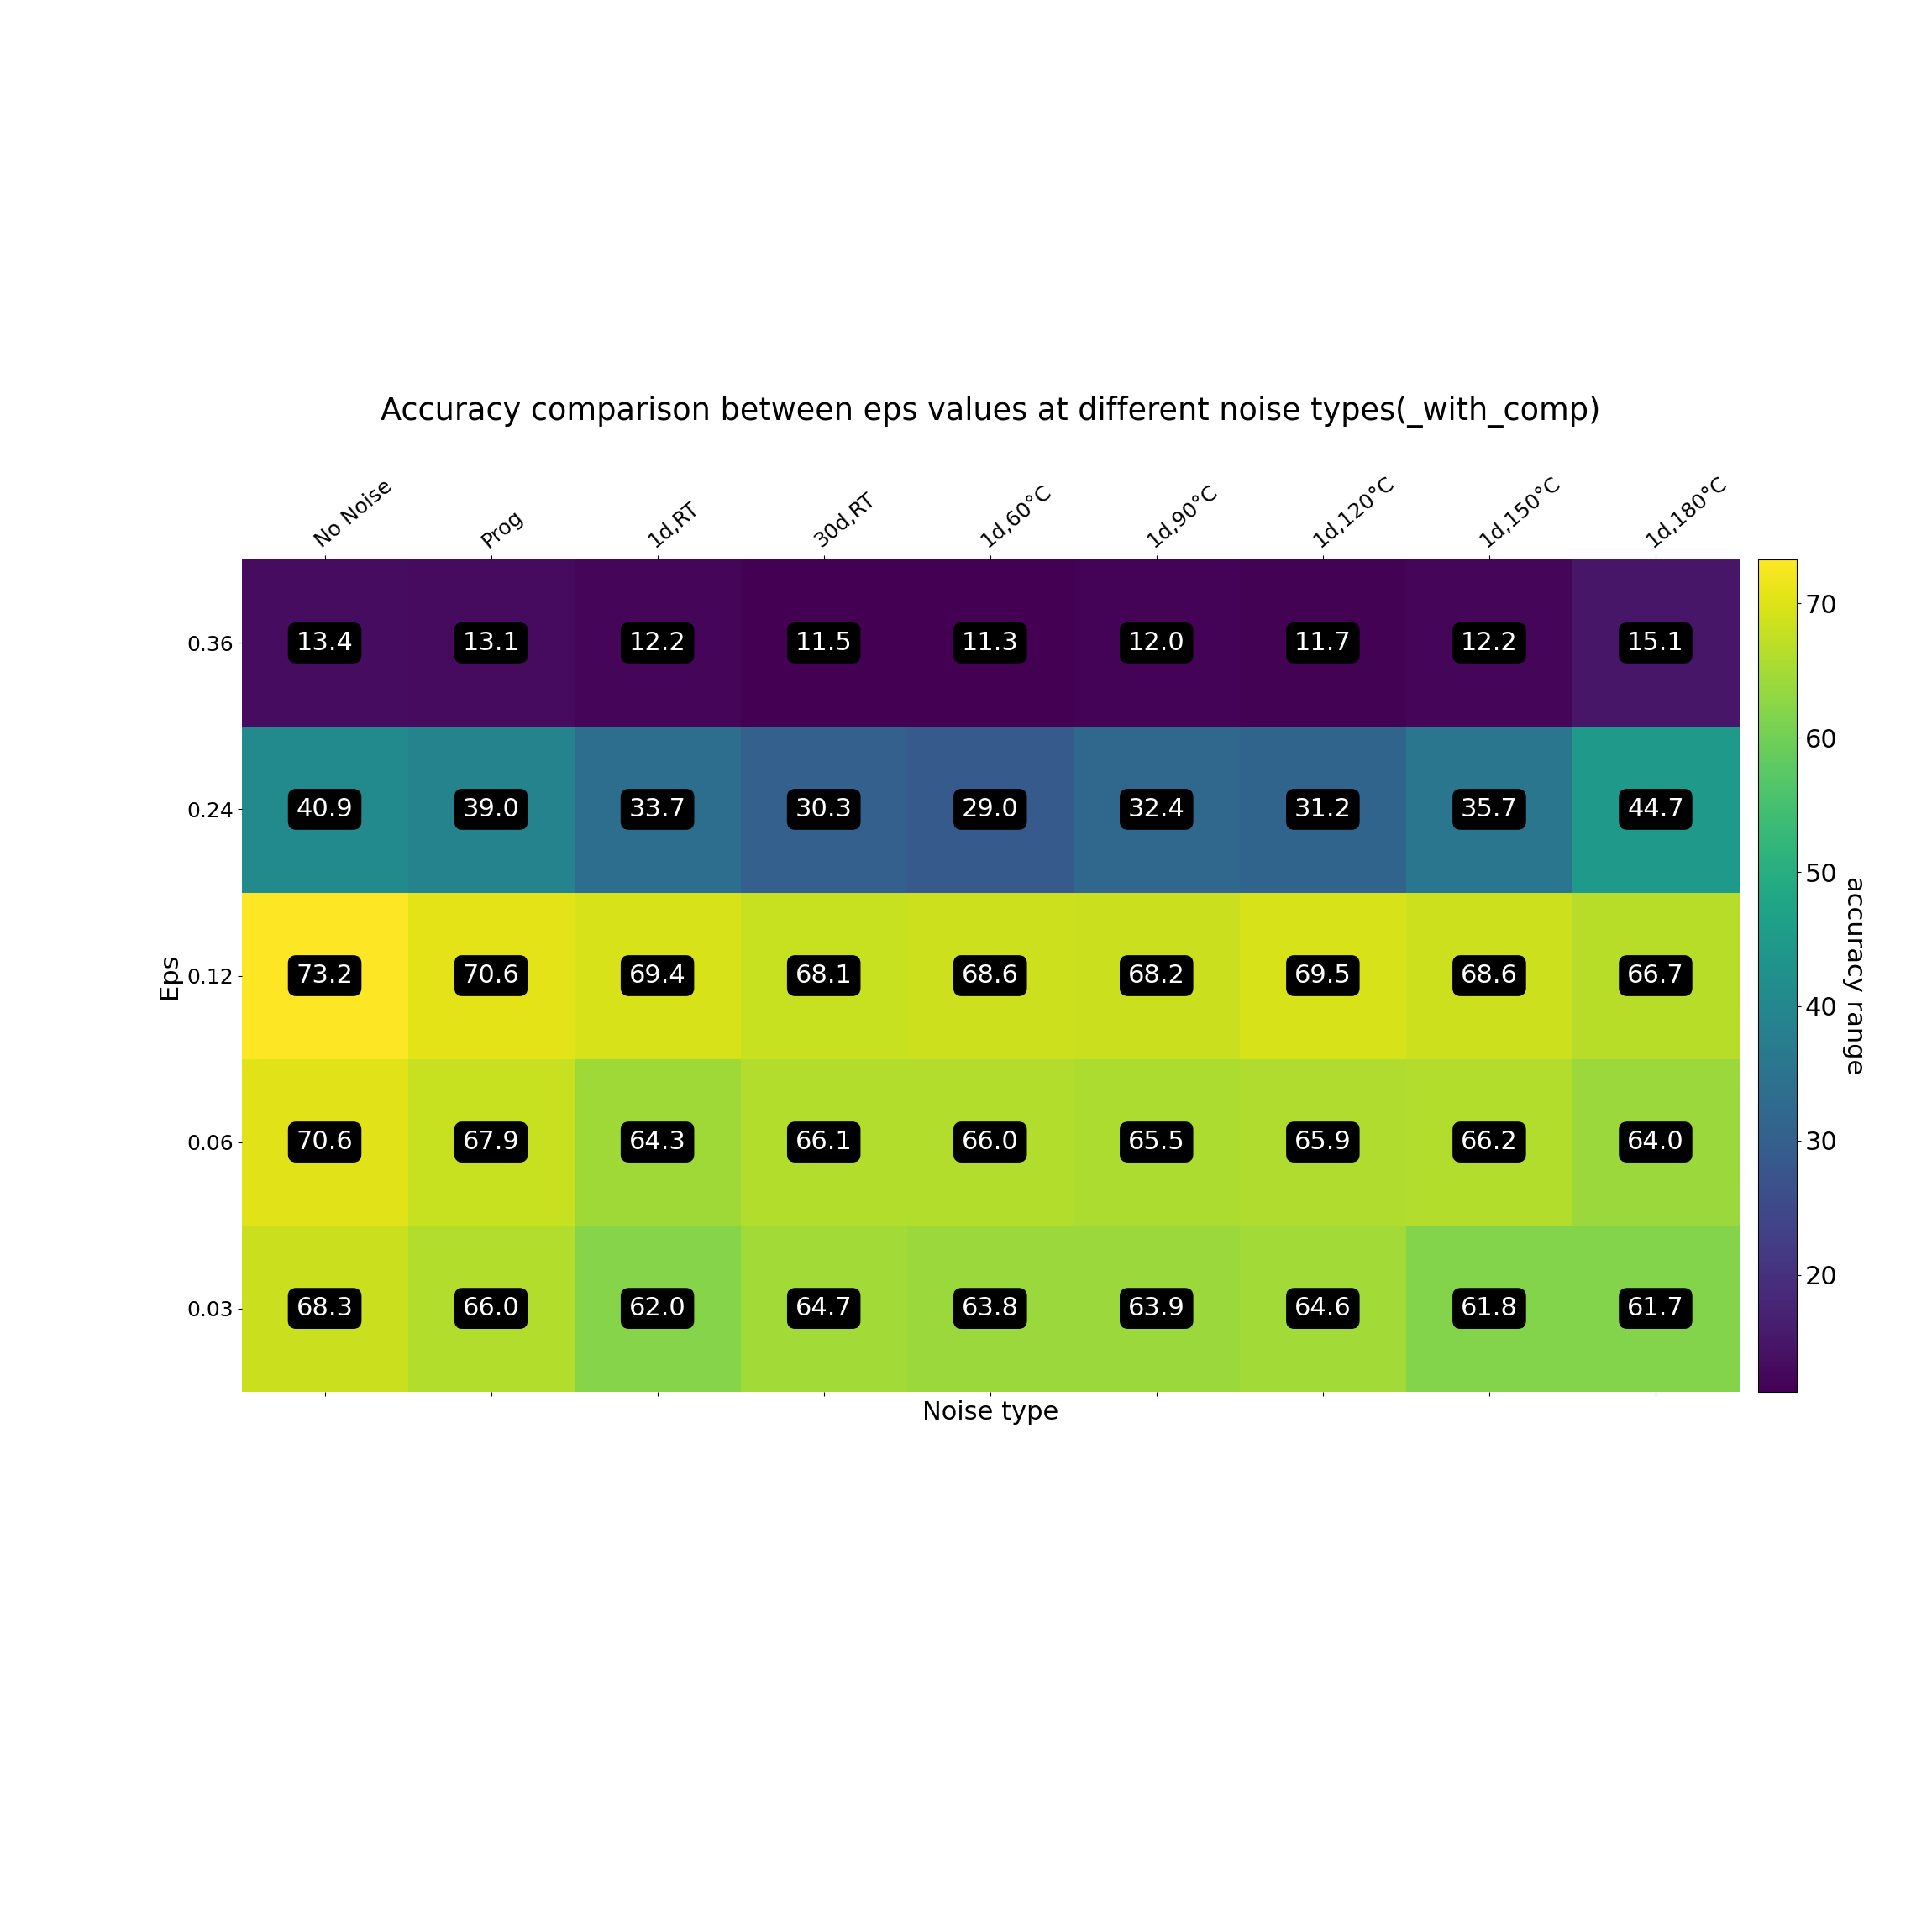 Accuracy comparison between eps values at different noise types(_with_comp)
No Noise Prog 1d,RT 30d,RT 1d,60°C 1d,90°C 1d,120°C 1d,150°C 1d,180°C
0.36 13.4 13.1 12.2 11.5 11.3 12.0 11.7 12.2 15.1
0.24 40.9 39.0 33.7 30.3 29.0 32.4 31.2 35.7 44.7
0.12 73.2 70.6 69.4 68.1 68.6 68.2 69.5 68.6 66.7
0.06 70.6 67.9 64.3 66.1 66.0 65.5 65.9 66.2 64.0
0.03 68.3 66.0 62.0 64.7 63.8 63.9 64.6 61.8 61.7
Eps
Noise type
70
60
50
40
30
20
accuracy range